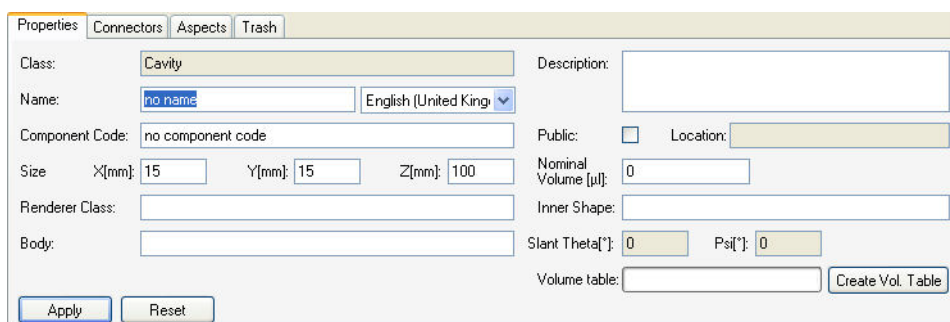 Properties Connectors Aspects Trash
Class: Cavity Description:
Name: no name English (United King
Component Code: no component code Public: Location:
Size X[mm]: 15 Y[mm]: 15 Z[mm]: 100 Nominal Volume [µl]: 0
Renderer Class: Inner Shape:
Body: Slant Theta[°]: 0 Psi[°]: 0
Volume table: Create Vol. Table
Apply Reset